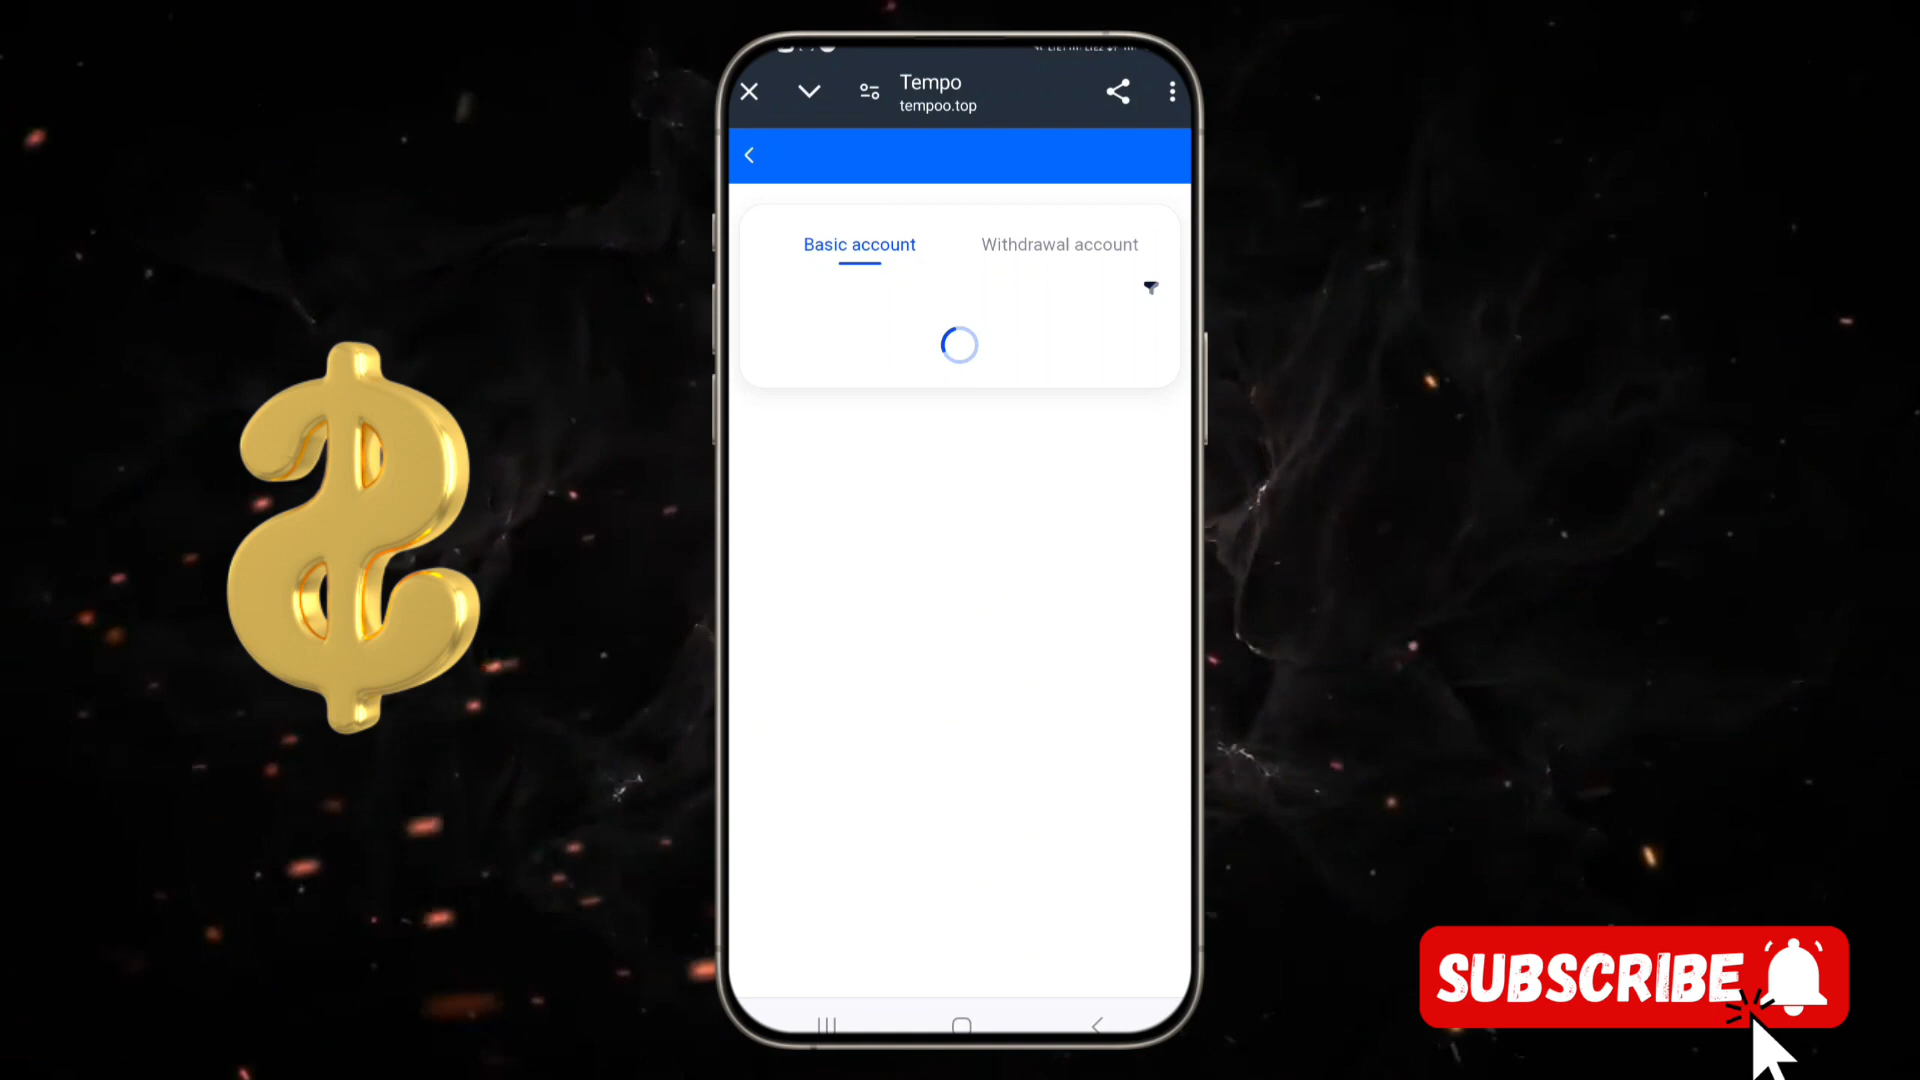 Tempo
tempoo.top
Basic account
Withdrawal account
SUBSCRIBE